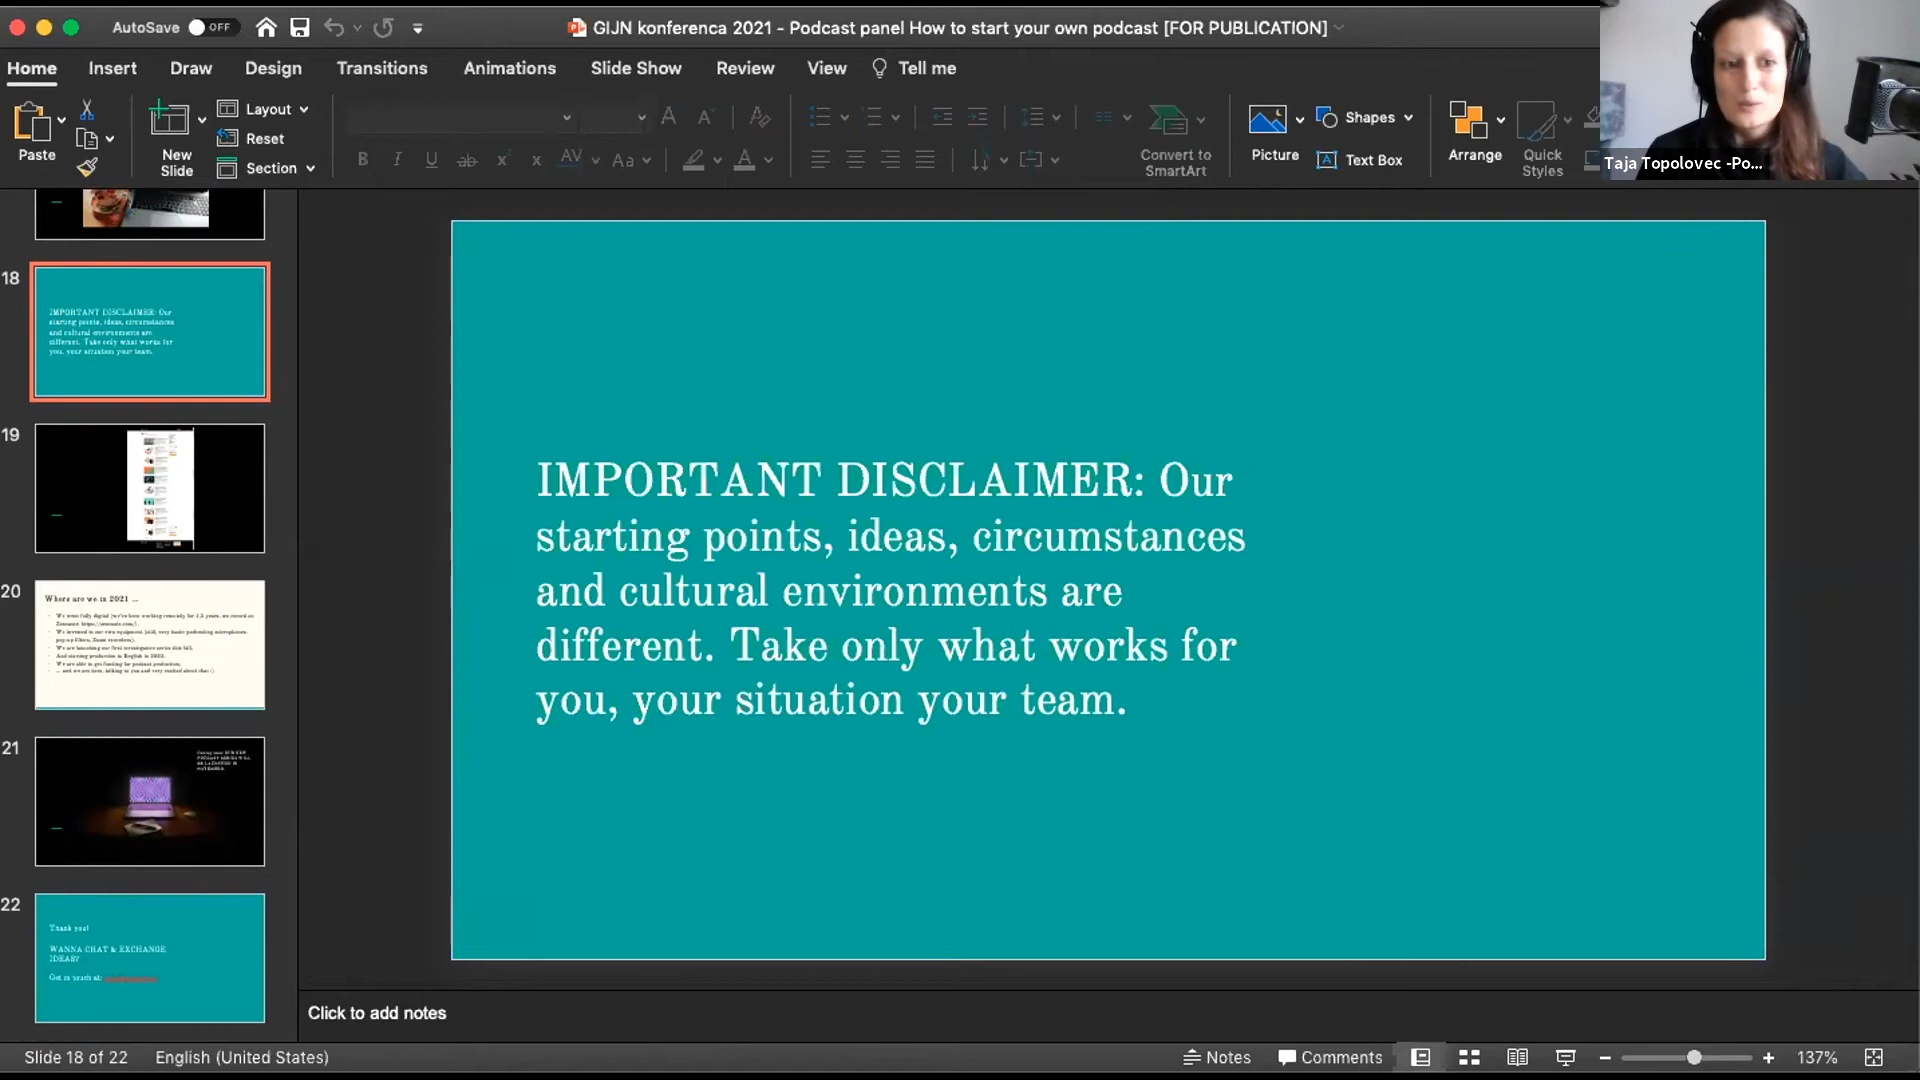 AutoSave OFF
GIJN konferenca 2021 - Podcast panel How to start your own podcast [FOR PUBLICATION]
Home Insert Draw Design Transitions Animations Slide Show Review View Tell me
Paste
New
Slide
Layout
Reset
Section
Convert to
SmartArt
Picture
Shapes
Text Box
Arrange
Quick
Styles
Taja Topolovec -Po...
18
IMPORTANT DISCLAIMER: Our
starting points, ideas, circumstances
and cultural environments are
different. Take only what works for
you, your situation your team.
19
20
Where are we in 2021 ...
21
22
Thank you!
WANNA CHAT & EXCHANGE
IDEAS?
Get in touch at:
IMPORTANT DISCLAIMER: Our
starting points, ideas, circumstances
and cultural environments are
different. Take only what works for
you, your situation your team.
Click to add notes
Slide 18 of 22 English (United States) Notes Comments 137%